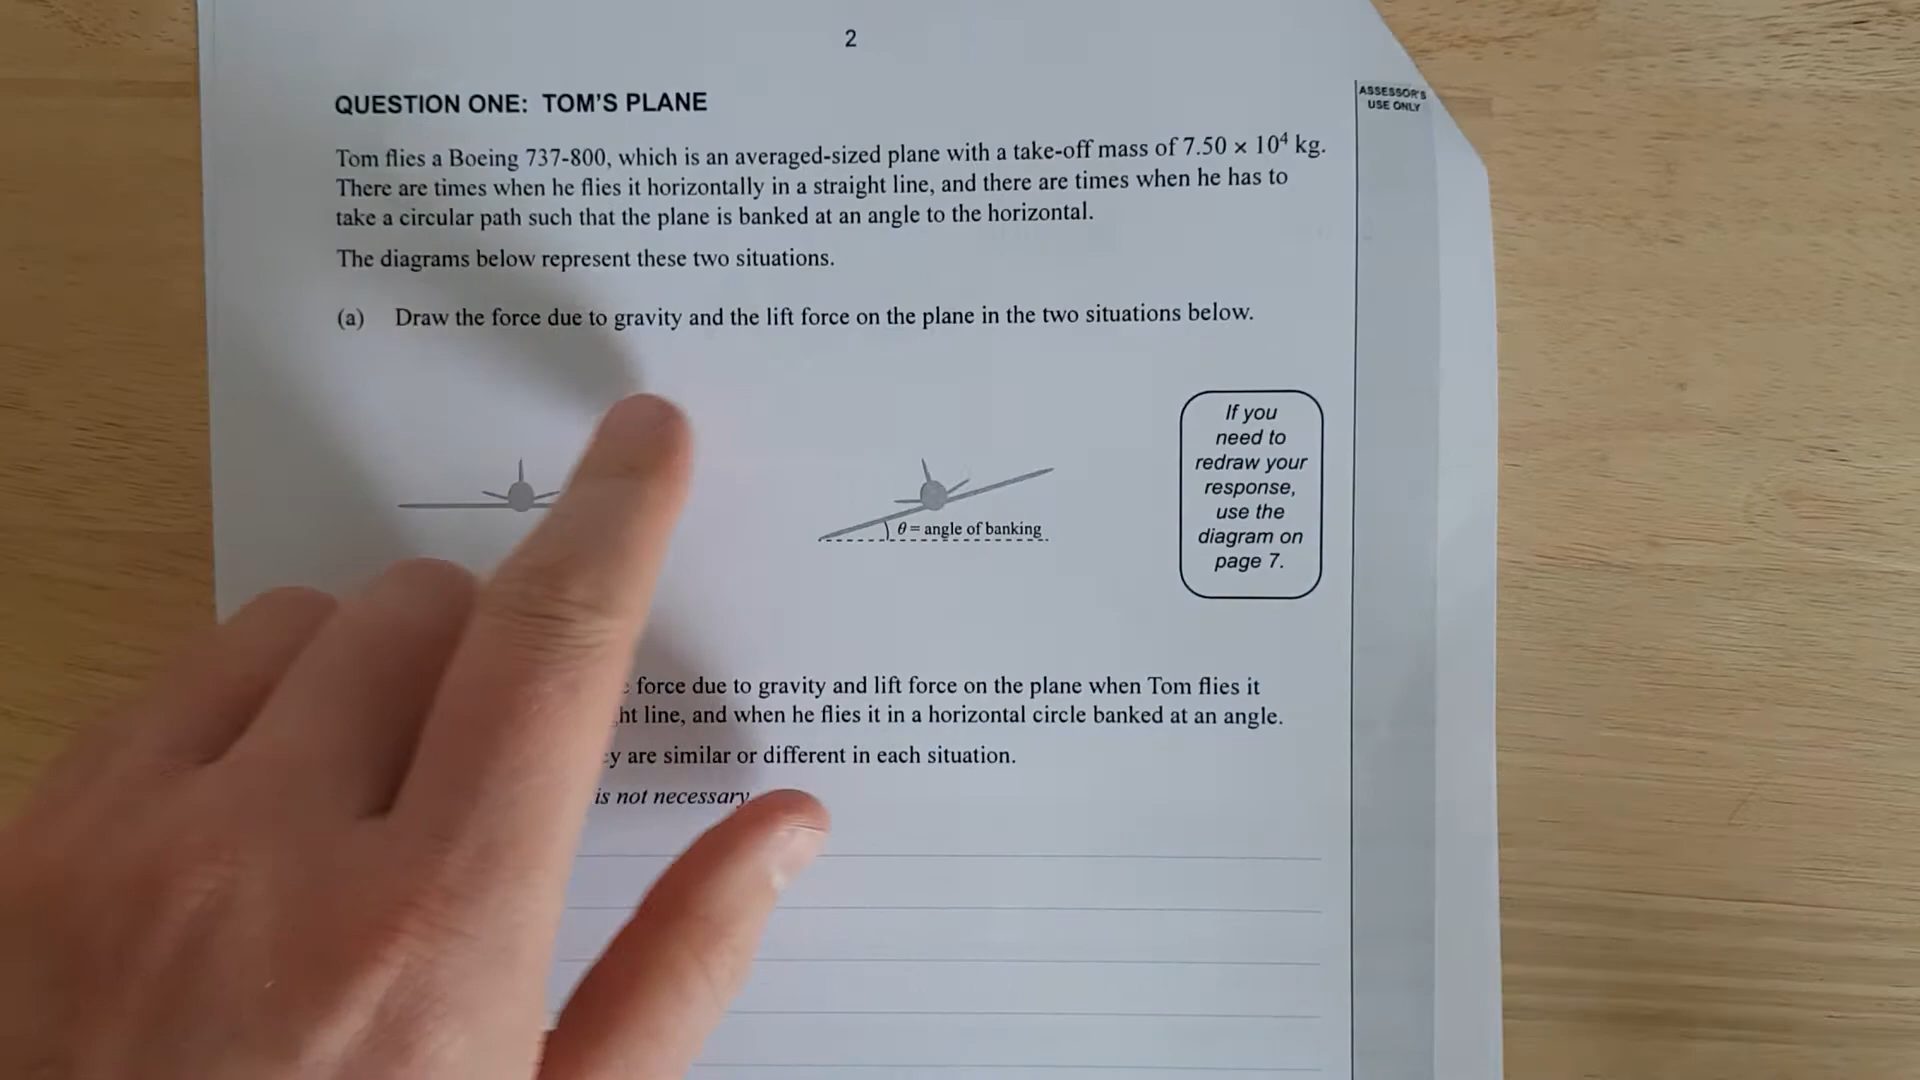 2
ASSESSOR'S
USE ONLY
QUESTION ONE: TOM'S PLANE
Tom flies a Boeing 737-800, which is an averaged-sized plane with a take-off mass of 7.50 × 10⁴ kg.
There are times when he flies it horizontally in a straight line, and there are times when he has to
take a circular path such that the plane is banked at an angle to the horizontal.
The diagrams below represent these two situations.
(a) Draw the force due to gravity and the lift force on the plane in the two situations below.
θ = angle of banking
If you
need to
redraw your
response,
use the
diagram on
page 7.
force due to gravity and lift force on the plane when Tom flies it
line, and when he flies it in a horizontal circle banked at an angle.
are similar or different in each situation.
is not necessary